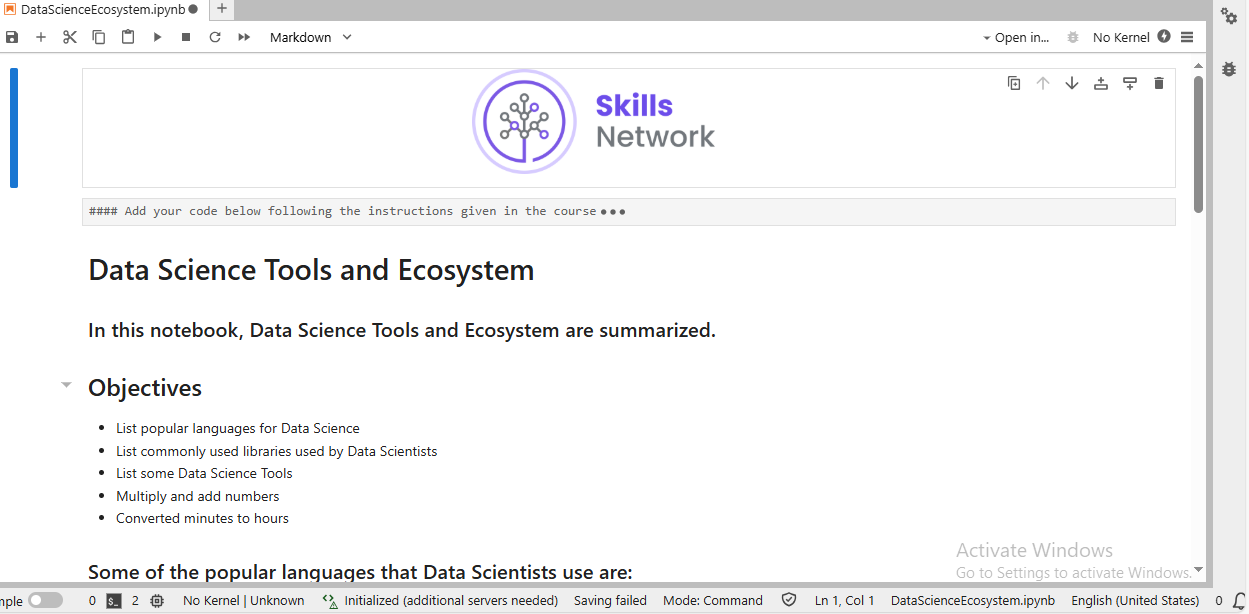 DataScienceEcosystem.ipynb
Markdown
Open in...
No Kernel
Skills
Network
#### Add your code below following the instructions given in the course
Data Science Tools and Ecosystem
In this notebook, Data Science Tools and Ecosystem are summarized.
Objectives
List popular languages for Data Science
List commonly used libraries used by Data Scientists
List some Data Science Tools
Multiply and add numbers
Converted minutes to hours
Some of the popular languages that Data Scientists use are:
Activate Windows
Go to Settings to activate Windows.
mple 0 $_ 2 No Kernel | Unknown Initialized (additional servers needed) Saving failed Mode: Command Ln 1, Col 1 DataScienceEcosystem.ipynb English (United States) 0